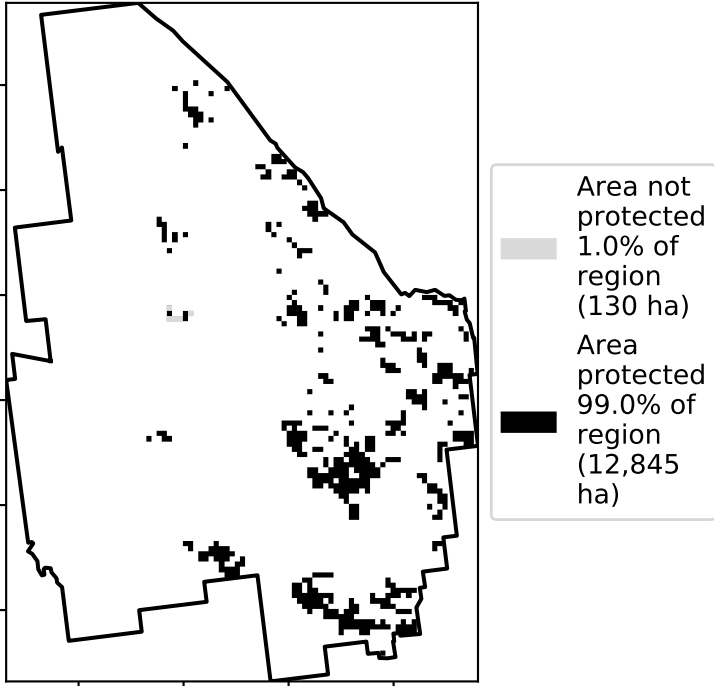 Area not
protected
1.0% of
region
(130 ha)
Area
protected
99.0% of
region
(12,845
ha)